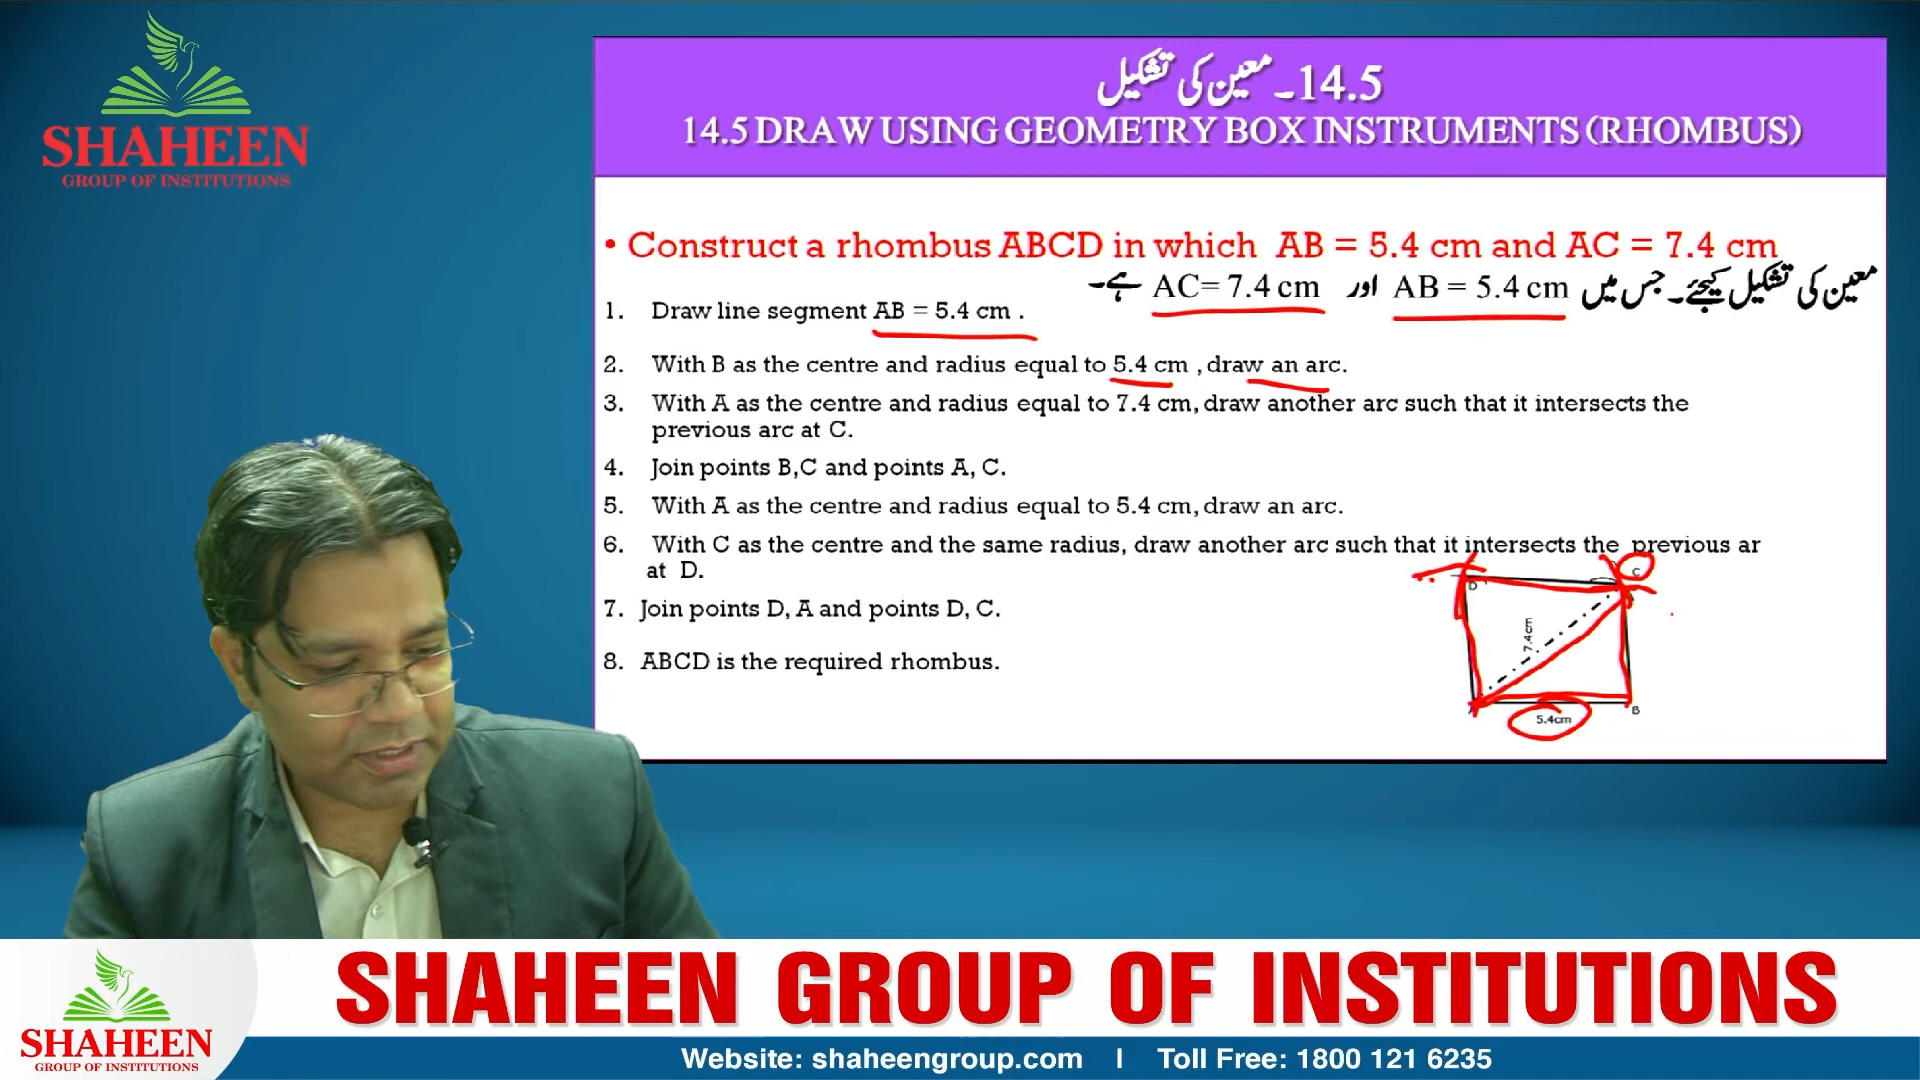 SHAHEEN
GROUP OF INSTITUTIONS
14.5۔ معین کی تشکیل
14.5 DRAW USING GEOMETRY BOX INSTRUMENTS (RHOMBUS)
• Construct a rhombus ABCD in which AB = 5.4 cm and AC = 7.4 cm
معین کی تشکیل کیجئے۔ جس میں AB = 5.4 cm اور AC= 7.4 cm ہے۔
1. Draw line segment AB = 5.4 cm .
2. With B as the centre and radius equal to 5.4 cm , draw an arc.
3. With A as the centre and radius equal to 7.4 cm, draw another arc such that it intersects the
previous arc at C.
4. Join points B,C and points A, C.
5. With A as the centre and radius equal to 5.4 cm, draw an arc.
6. With C as the centre and the same radius, draw another arc such that it intersects the previous ar
at D.
7. Join points D, A and points D, C.
8. ABCD is the required rhombus.
D
C
7.4cm
A
B
5.4cm
SHAHEEN GROUP OF INSTITUTIONS
SHAHEEN
GROUP OF INSTITUTIONS
Website: shaheengroup.com | Toll Free: 1800 121 6235